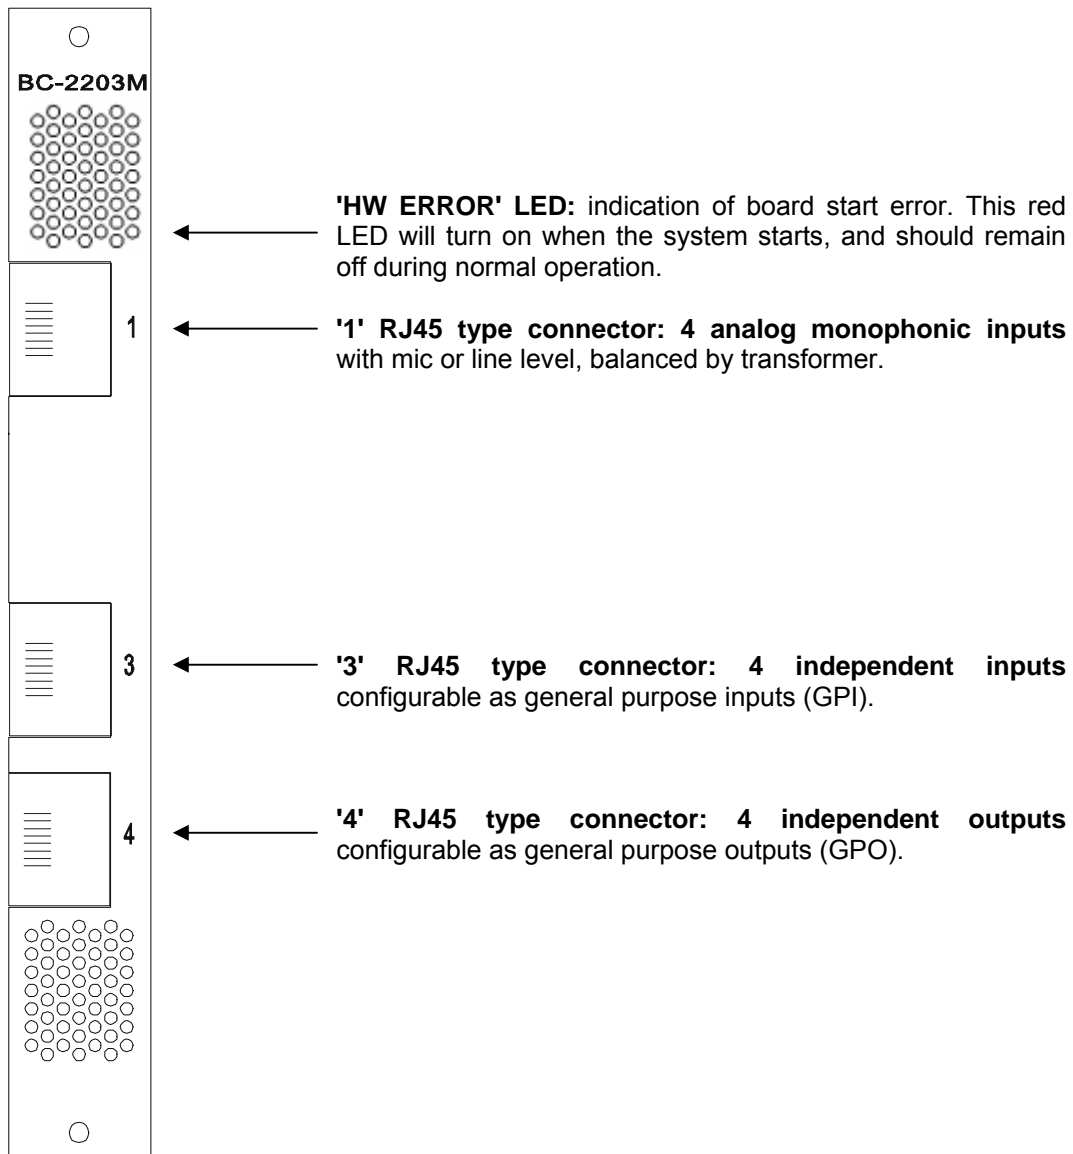 BC-2203M
'HW ERROR' LED: indication of board start error. This red
LED will turn on when the system starts, and should remain
off during normal operation.
1
'1' RJ45 type connector: 4 analog monophonic inputs
with mic or line level, balanced by transformer.
3
'3' RJ45 type connector: 4 independent inputs
configurable as general purpose inputs (GPI).
4
'4' RJ45 type connector: 4 independent outputs
configurable as general purpose outputs (GPO).